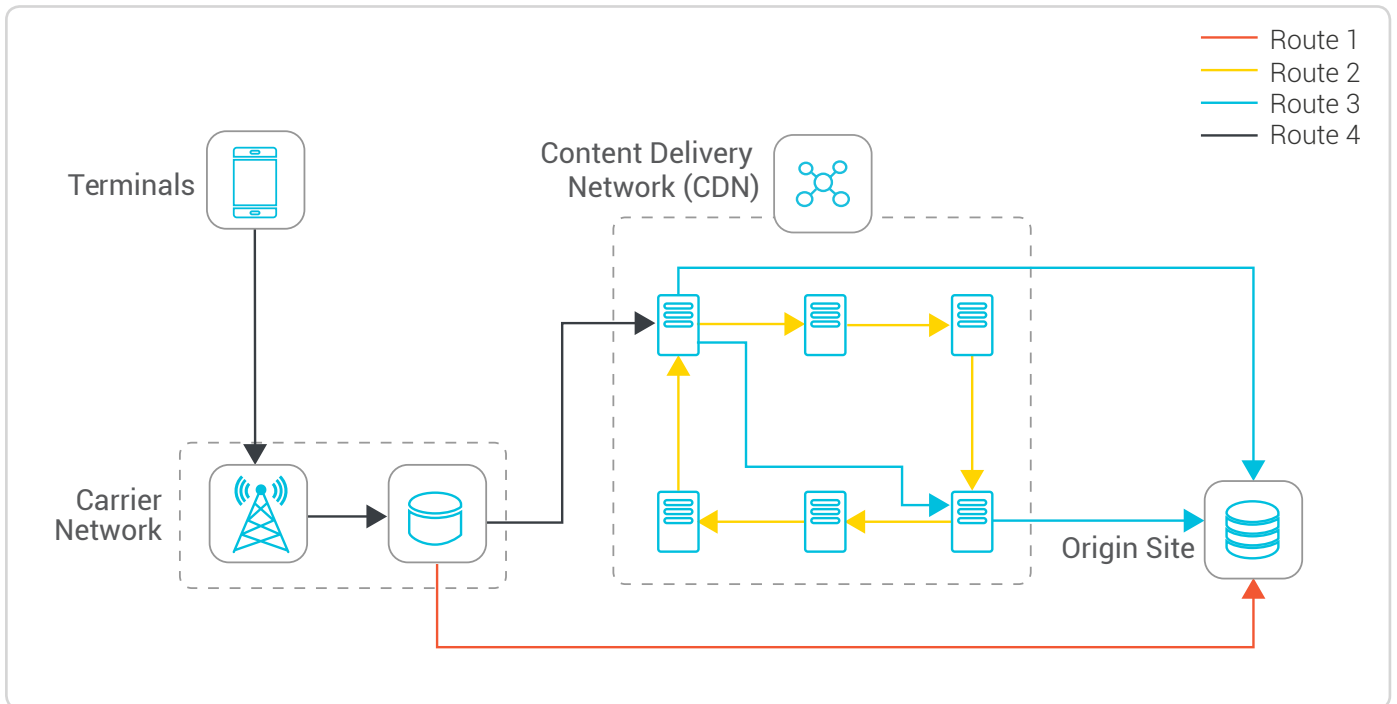 Route 1
Route 2
Route 3
Route 4
Terminals
Content Delivery
Network (CDN)
Carrier
Network
Origin Site